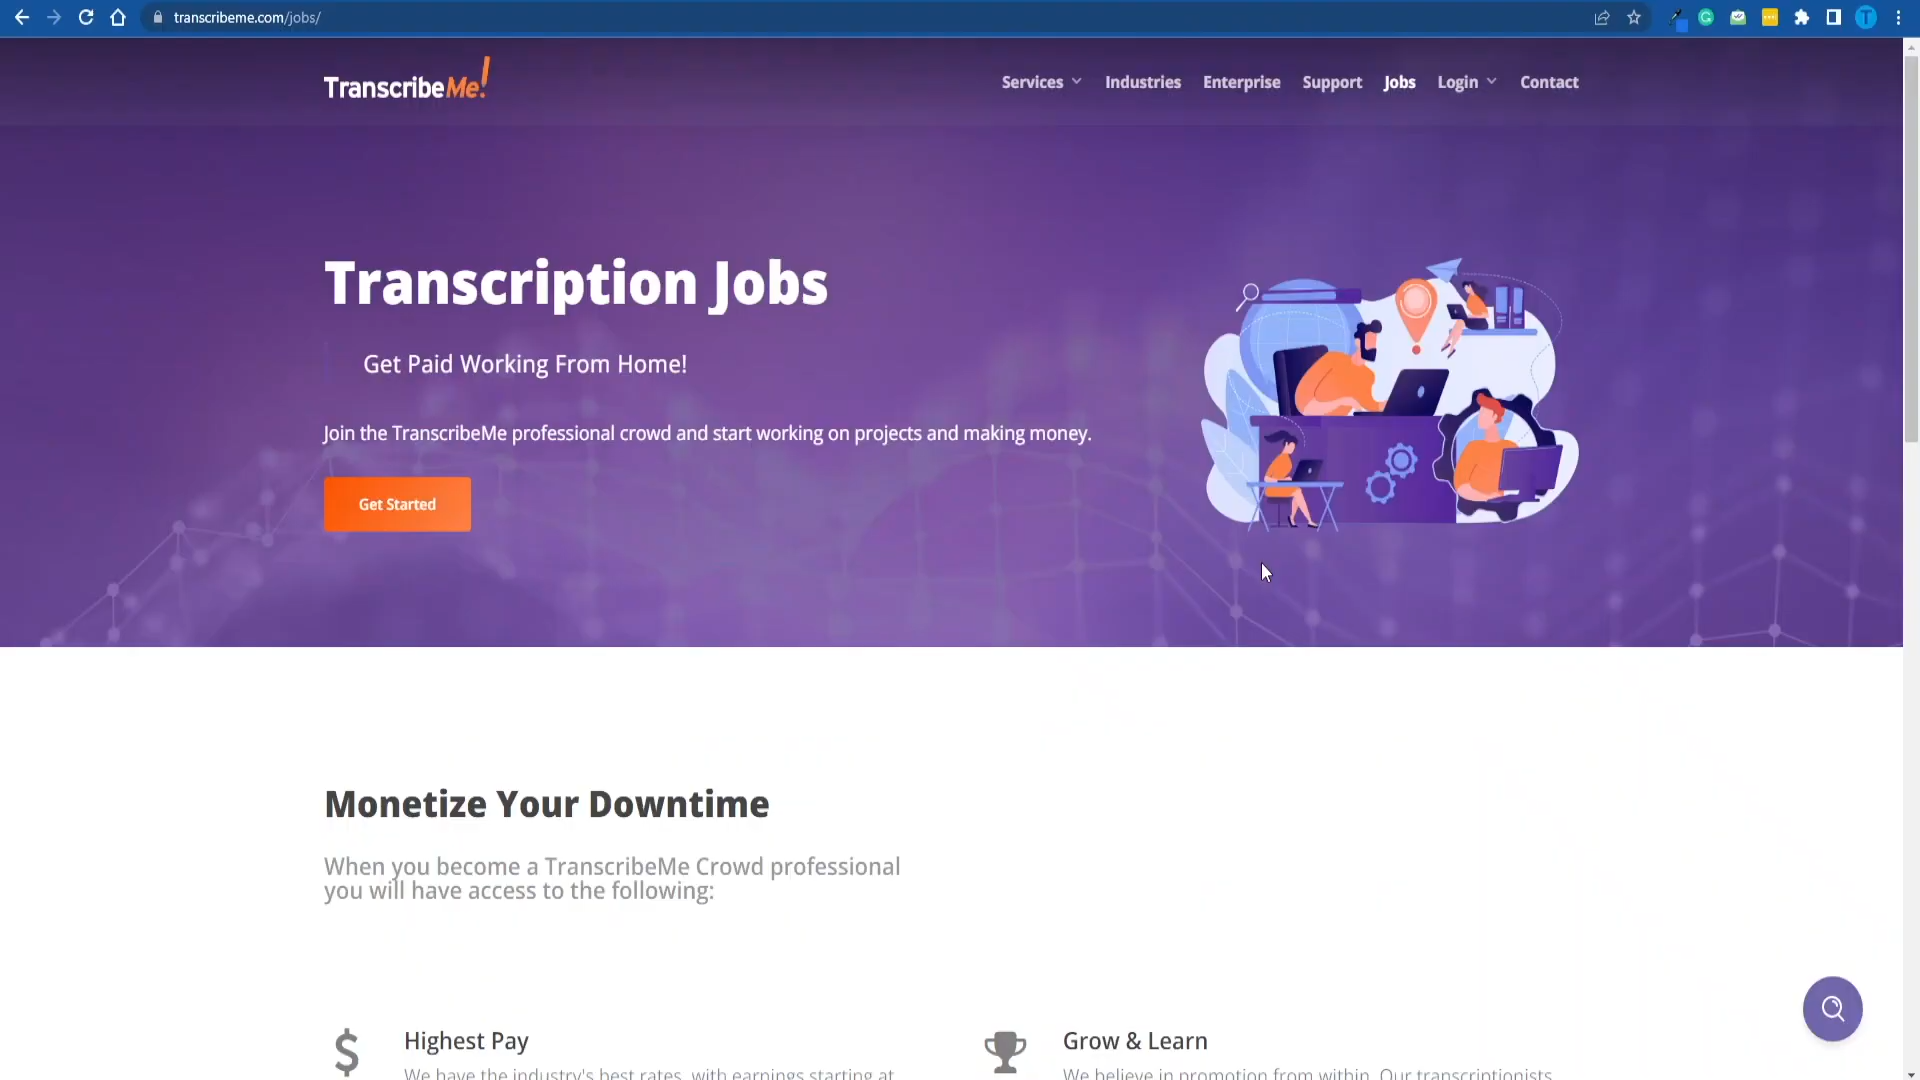 transcribeme.com/jobs/
T
TranscribeMe!
Services Industries Enterprise Support Jobs Login Contact
Transcription Jobs
Get Paid Working From Home!
Join the TranscribeMe professional crowd and start working on projects and making money.
Get Started
Monetize Your Downtime
When you become a TranscribeMe Crowd professional
you will have access to the following:
Highest Pay
We have the industry's best rates, with earnings starting at
Grow & Learn
We believe in promotion from within. Our transcriptionists